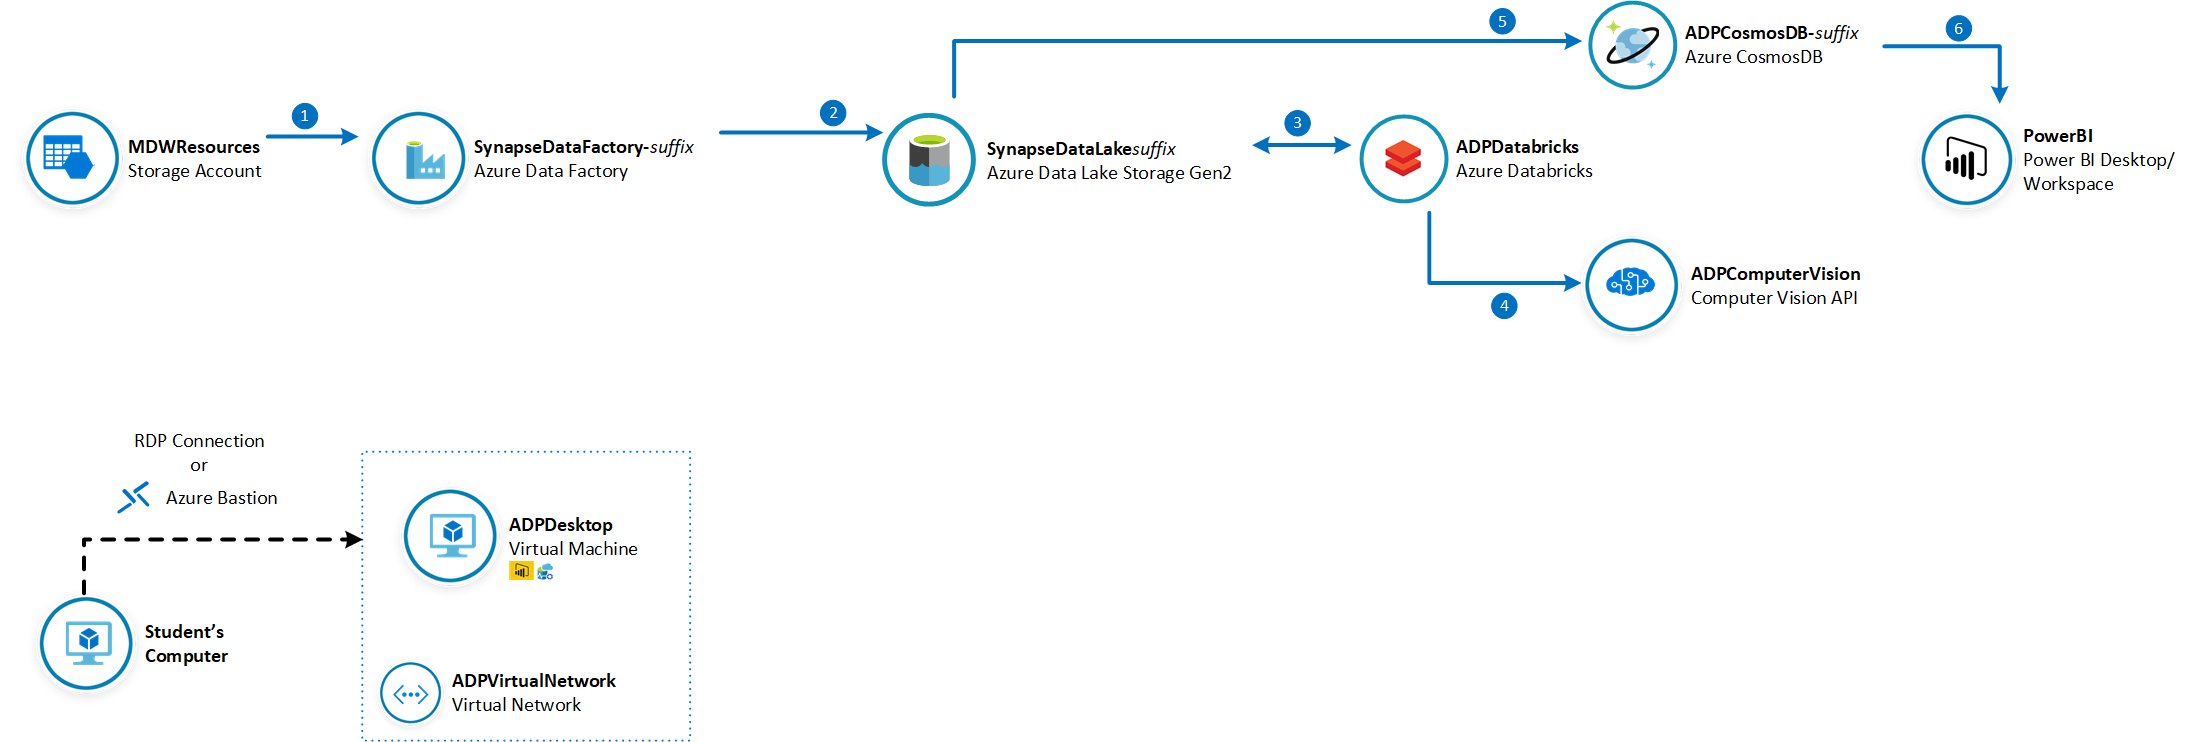 5
ADPCosmosDB-suffix
Azure CosmosDB
6
1
MDWResources
Storage Account
SynapseDataFactory-suffix
Azure Data Factory
2
SynapseDataLakesuffix
Azure Data Lake Storage Gen2
3
ADPDatabricks
Azure Databricks
PowerBI
Power BI Desktop/
Workspace
4
ADPComputerVision
Computer Vision API
RDP Connection
or
Azure Bastion
ADPDesktop
Virtual Machine
Student’s
Computer
ADPVirtualNetwork
Virtual Network